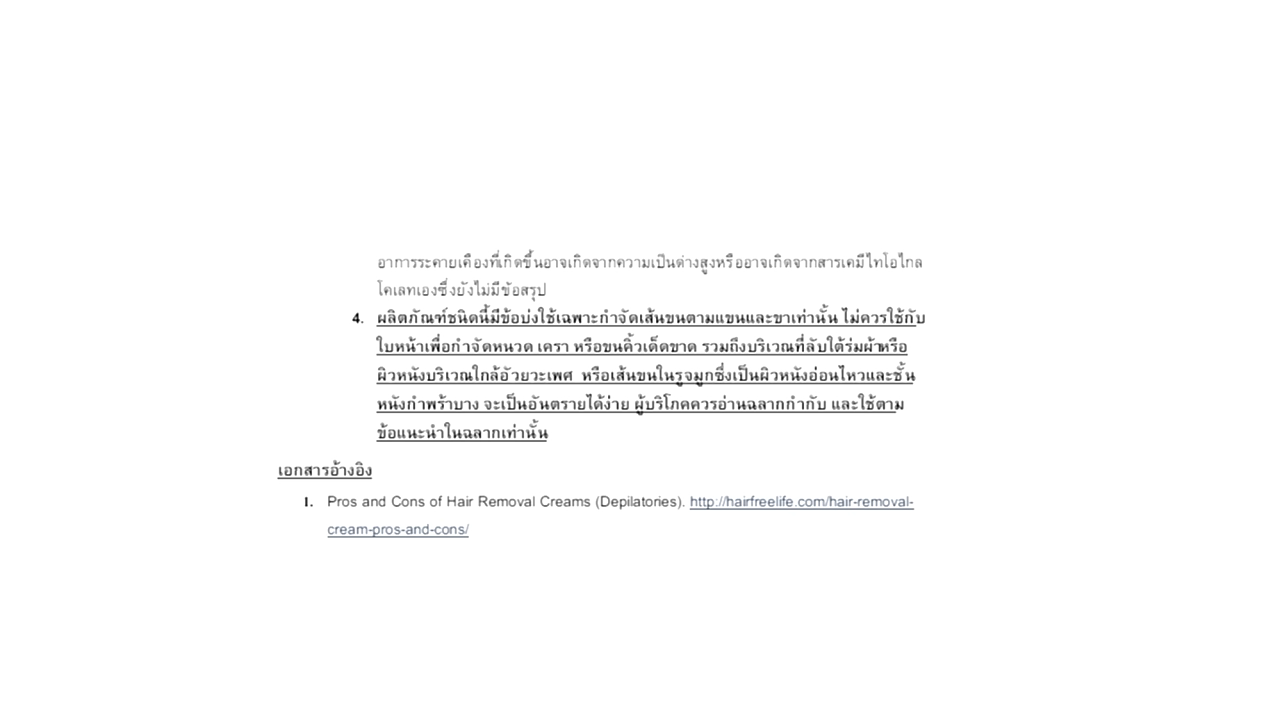 อาการระคายเคืองที่เกิดขึ้นอาจเกิดจากความเป็นด่างสูงหรืออาจเกิดจากสารเคมีไทโอไกล
โคเลทเองซึ่งยังไม่มีข้อสรุป
4. ผลิตภัณฑ์ชนิดนี้มีข้อบ่งใช้เฉพาะกำจัดเส้นขนตามแขนและขาเท่านั้น ไม่ควรใช้กับ
ใบหน้าเพื่อกำจัดหนวด เครา หรือขนคิ้วเด็ดขาด รวมถึงบริเวณที่ลับใต้ร่มผ้าหรือ
ผิวหนังบริเวณใกล้อัวยวะเพศ หรือเส้นขนในรูจมูกซึ่งเป็นผิวหนังอ่อนไหวและชั้น
หนังกำพร้าบาง จะเป็นอันตรายได้ง่าย ผู้บริโภคควรอ่านฉลากกำกับ และใช้ตาม
ข้อแนะนำในฉลากเท่านั้น
เอกสารอ้างอิง
1. Pros and Cons of Hair Removal Creams (Depilatories). http://hairfreelife.com/hair-removal-
cream-pros-and-cons/